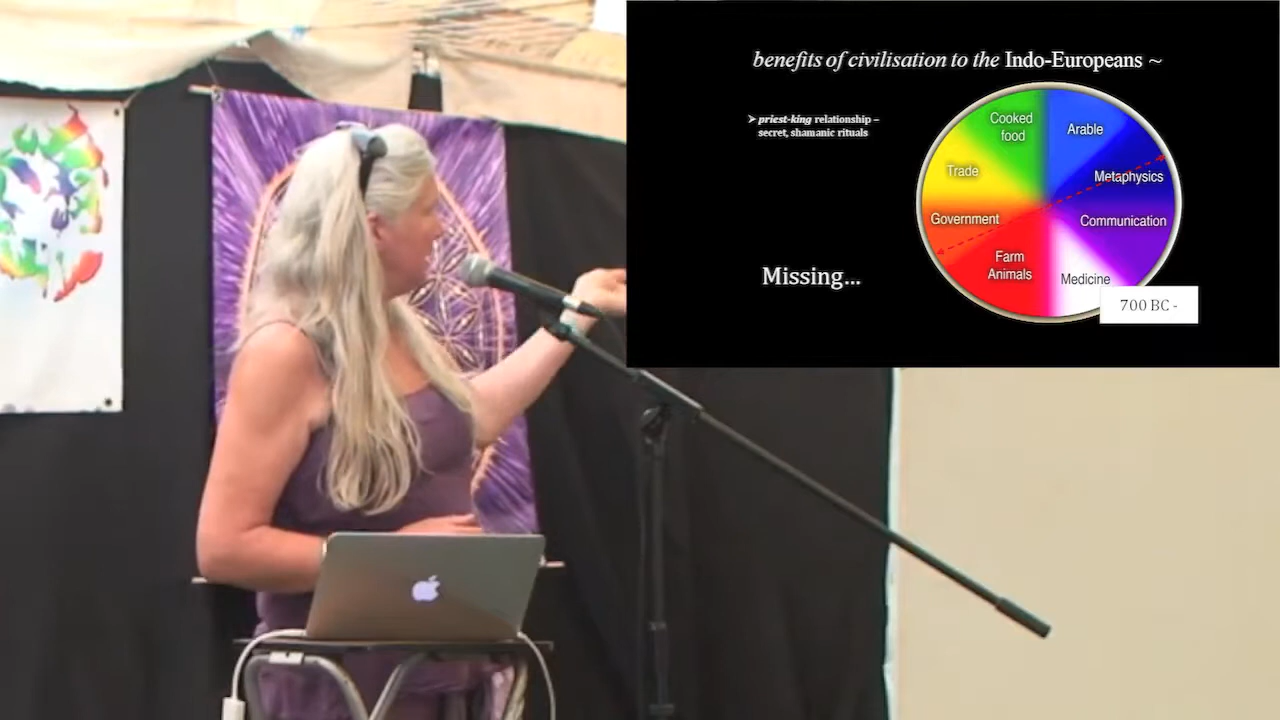 benefits of civilisation to the Indo-Europeans ~
➢ priest-king relationship –
secret, shamanic rituals
Cooked
food
Arable
Trade
Metaphysics
Government
Communication
Farm
Animals
Medicine
Missing...
700 BC -